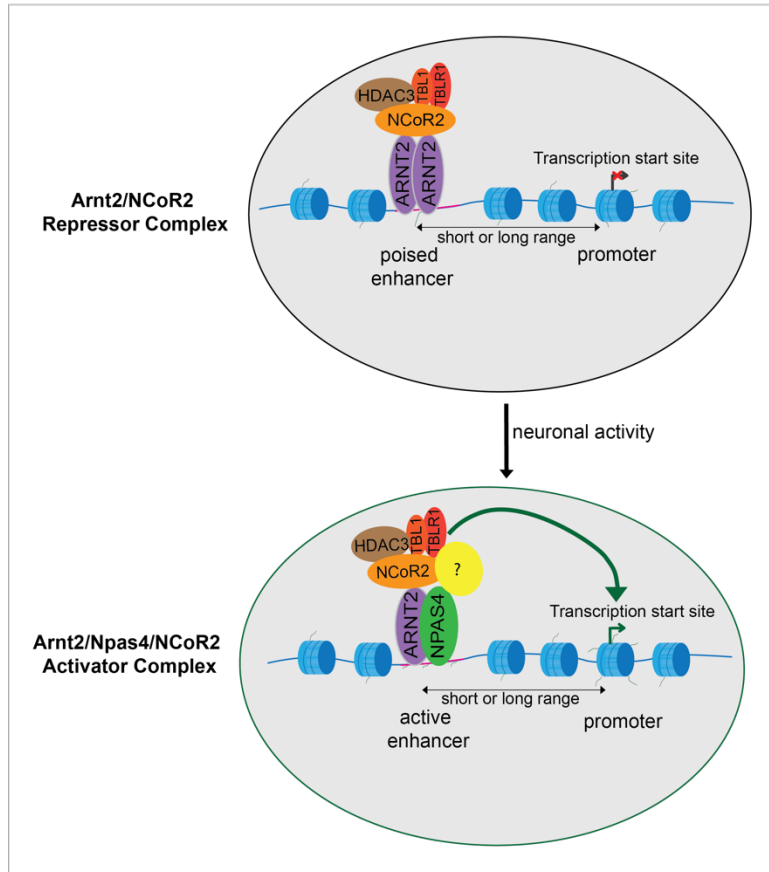 HDAC3
TBL1
TBLR1
NCoR2
ARNT2
ARNT2
Transcription start site
Arnt2/NCoR2
Repressor Complex
short or long range
poised
enhancer
promoter
neuronal activity
HDAC3
TBL1
TBLR1
NCoR2
?
ARNT2
NPAS4
Transcription start site
Arnt2/Npas4/NCoR2
Activator Complex
short or long range
active
enhancer
promoter